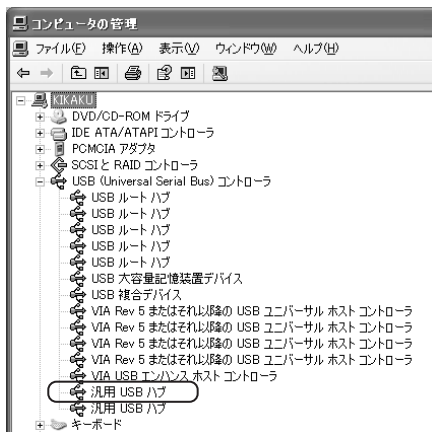 コンピュータの管理
ファイル(F) 操作(A) 表示(V) ウィンドウ(W) ヘルプ(H)
KIKAKU
DVD/CD-ROM ドライブ
IDE ATA/ATAPI コントローラ
PCMCIA アダプタ
SCSI と RAID コントローラ
USB (Universal Serial Bus) コントローラ
USB ルート ハブ
USB ルート ハブ
USB ルート ハブ
USB ルート ハブ
USB ルート ハブ
USB 大容量記憶装置デバイス
USB 複合デバイス
VIA Rev 5 またはそれ以降の USB ユニバーサル ホスト コントローラ
VIA Rev 5 またはそれ以降の USB ユニバーサル ホスト コントローラ
VIA Rev 5 またはそれ以降の USB ユニバーサル ホスト コントローラ
VIA Rev 5 またはそれ以降の USB ユニバーサル ホスト コントローラ
VIA USB エンハンス ホスト コントローラ
汎用 USB ハブ
汎用 USB ハブ
キーボード